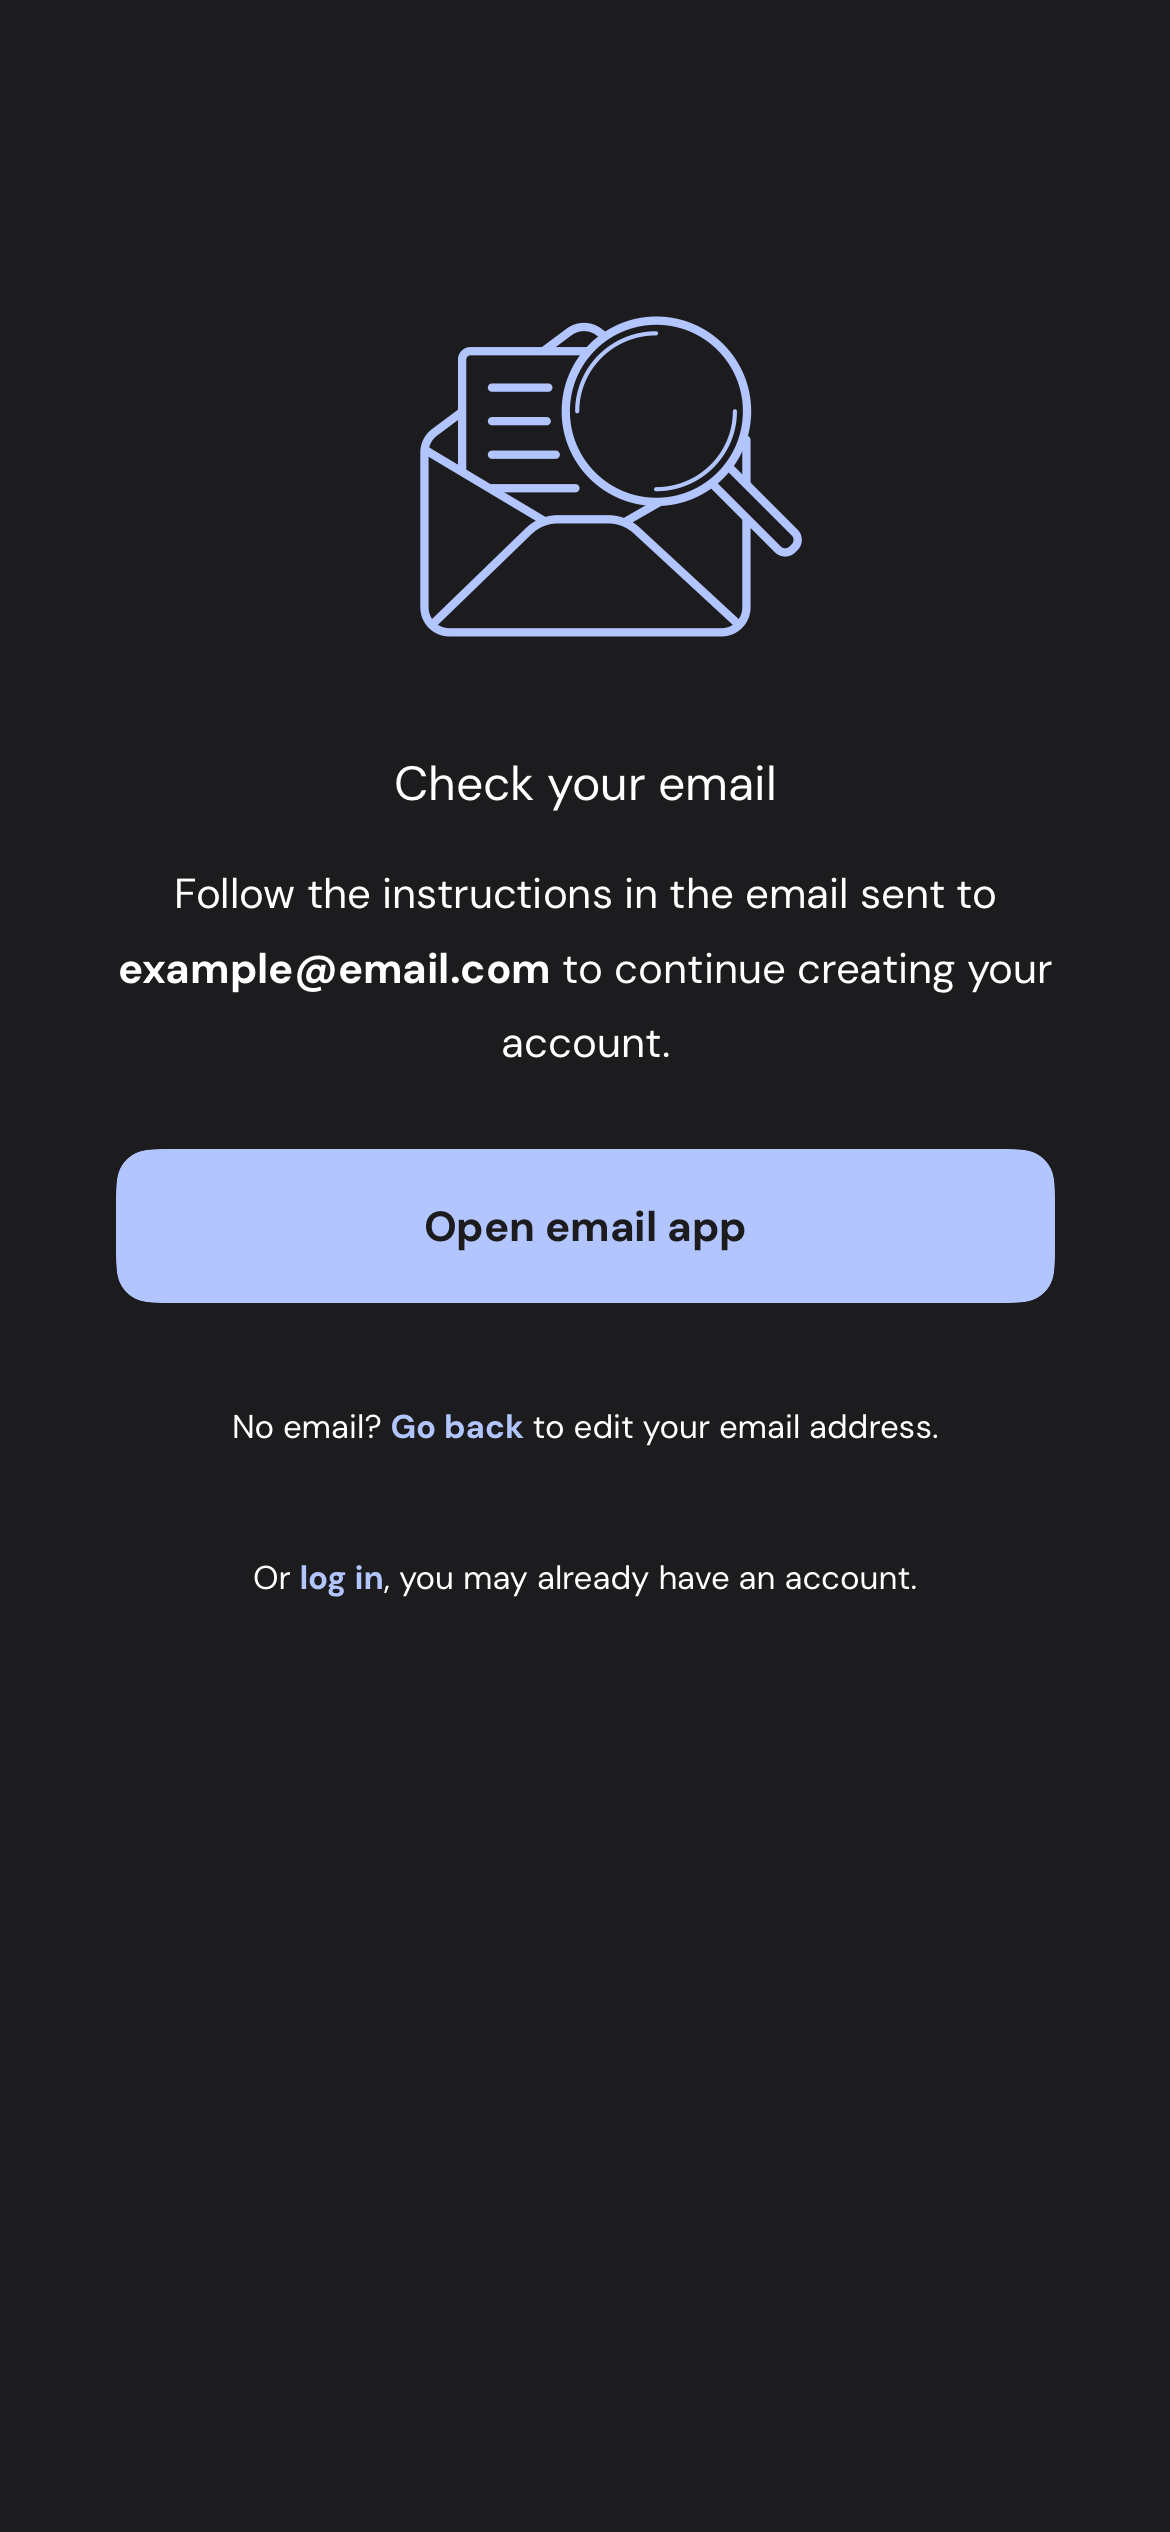 Check your email
Follow the instructions in the email sent to
example@email.com to continue creating your
account.
Open email app
No email? Go back to edit your email address.
Or log in, you may already have an account.